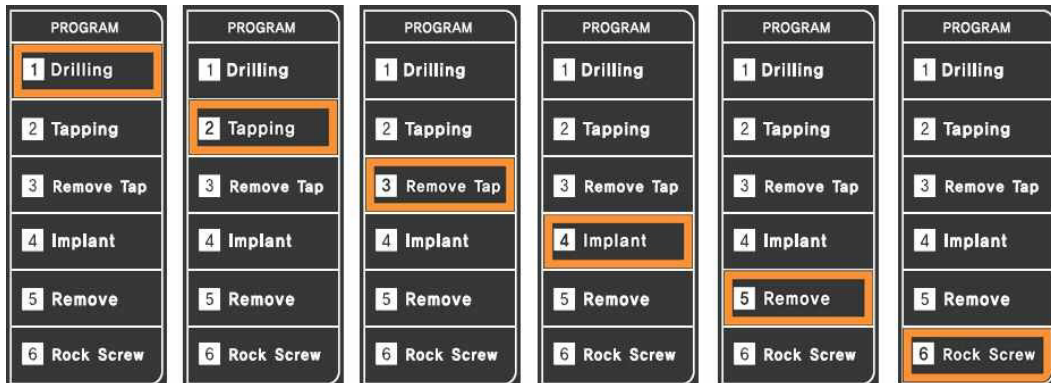 PROGRAM
1 Drilling
2 Tapping
3 Remove Tap
4 Implant
5 Remove
6 Rock Screw
PROGRAM
1 Drilling
2 Tapping
3 Remove Tap
4 Implant
5 Remove
6 Rock Screw
PROGRAM
1 Drilling
2 Tapping
3 Remove Tap
4 Implant
5 Remove
6 Rock Screw
PROGRAM
1 Drilling
2 Tapping
3 Remove Tap
4 Implant
5 Remove
6 Rock Screw
PROGRAM
1 Drilling
2 Tapping
3 Remove Tap
4 Implant
5 Remove
6 Rock Screw
PROGRAM
1 Drilling
2 Tapping
3 Remove Tap
4 Implant
5 Remove
6 Rock Screw